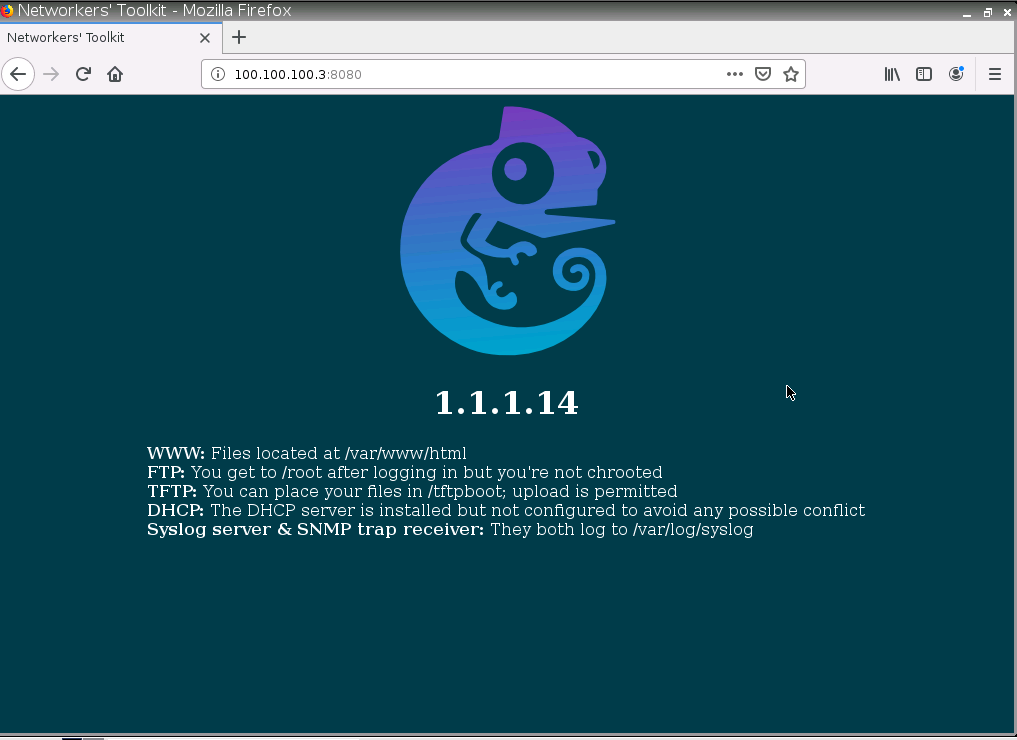 Networkers' Toolkit - Mozilla Firefox
Networkers' Toolkit
100.100.100.3:8080
1.1.1.14
WWW: Files located at /var/www/html
FTP: You get to /root after logging in but you're not chrooted
TFTP: You can place your files in /tftpboot; upload is permitted
DHCP: The DHCP server is installed but not configured to avoid any possible conflict
Syslog server & SNMP trap receiver: They both log to /var/log/syslog